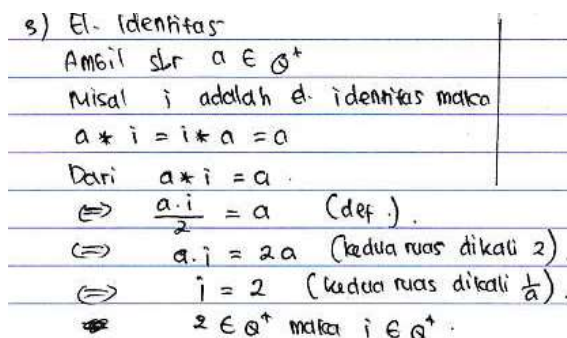 3) El. Identitas
Ambil sbr a ∈ Q⁺
Misal i adalah el. identitas maka
a * i = i * a = a
Dari a * i = a .
⟺ a.i/2 = a (def.).
⟺ a.i = 2a (kedua ruas dikali 2)
⟺ i = 2 (kedua ruas dikali 1/a).
2 ∈ Q⁺ maka i ∈ Q⁺.